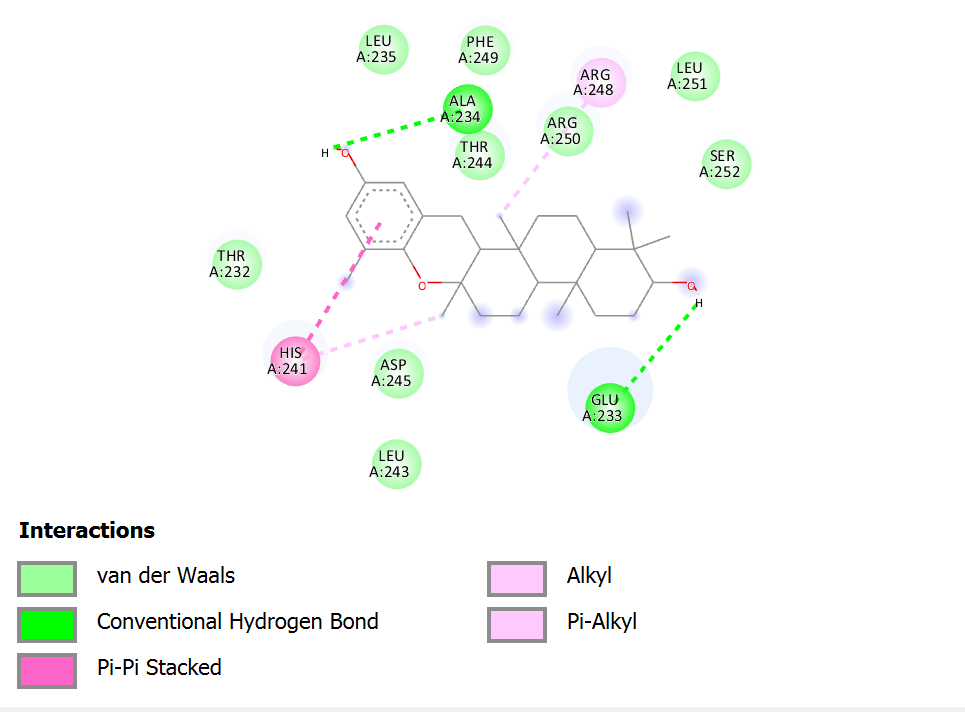 LEU
A:235
PHE
A:249
ARG
A:248
LEU
A:251
ALA
A:234
ARG
A:250
THR
A:244
SER
A:252
H
O
THR
A:232
O
O
H
HIS
A:241
ASP
A:245
GLU
A:233
LEU
A:243
Interactions
van der Waals
Conventional Hydrogen Bond
Pi-Pi Stacked
Alkyl
Pi-Alkyl